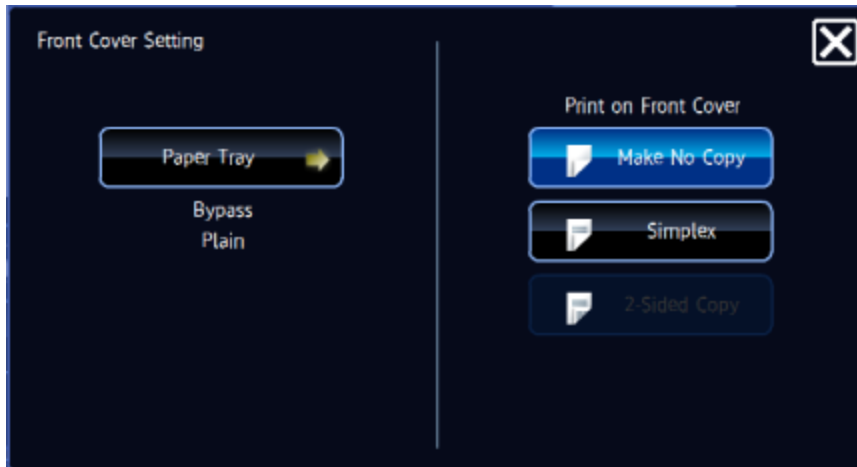 Front Cover Setting
Paper Tray
Bypass
Plain
Print on Front Cover
Make No Copy
Simplex
2-Sided Copy